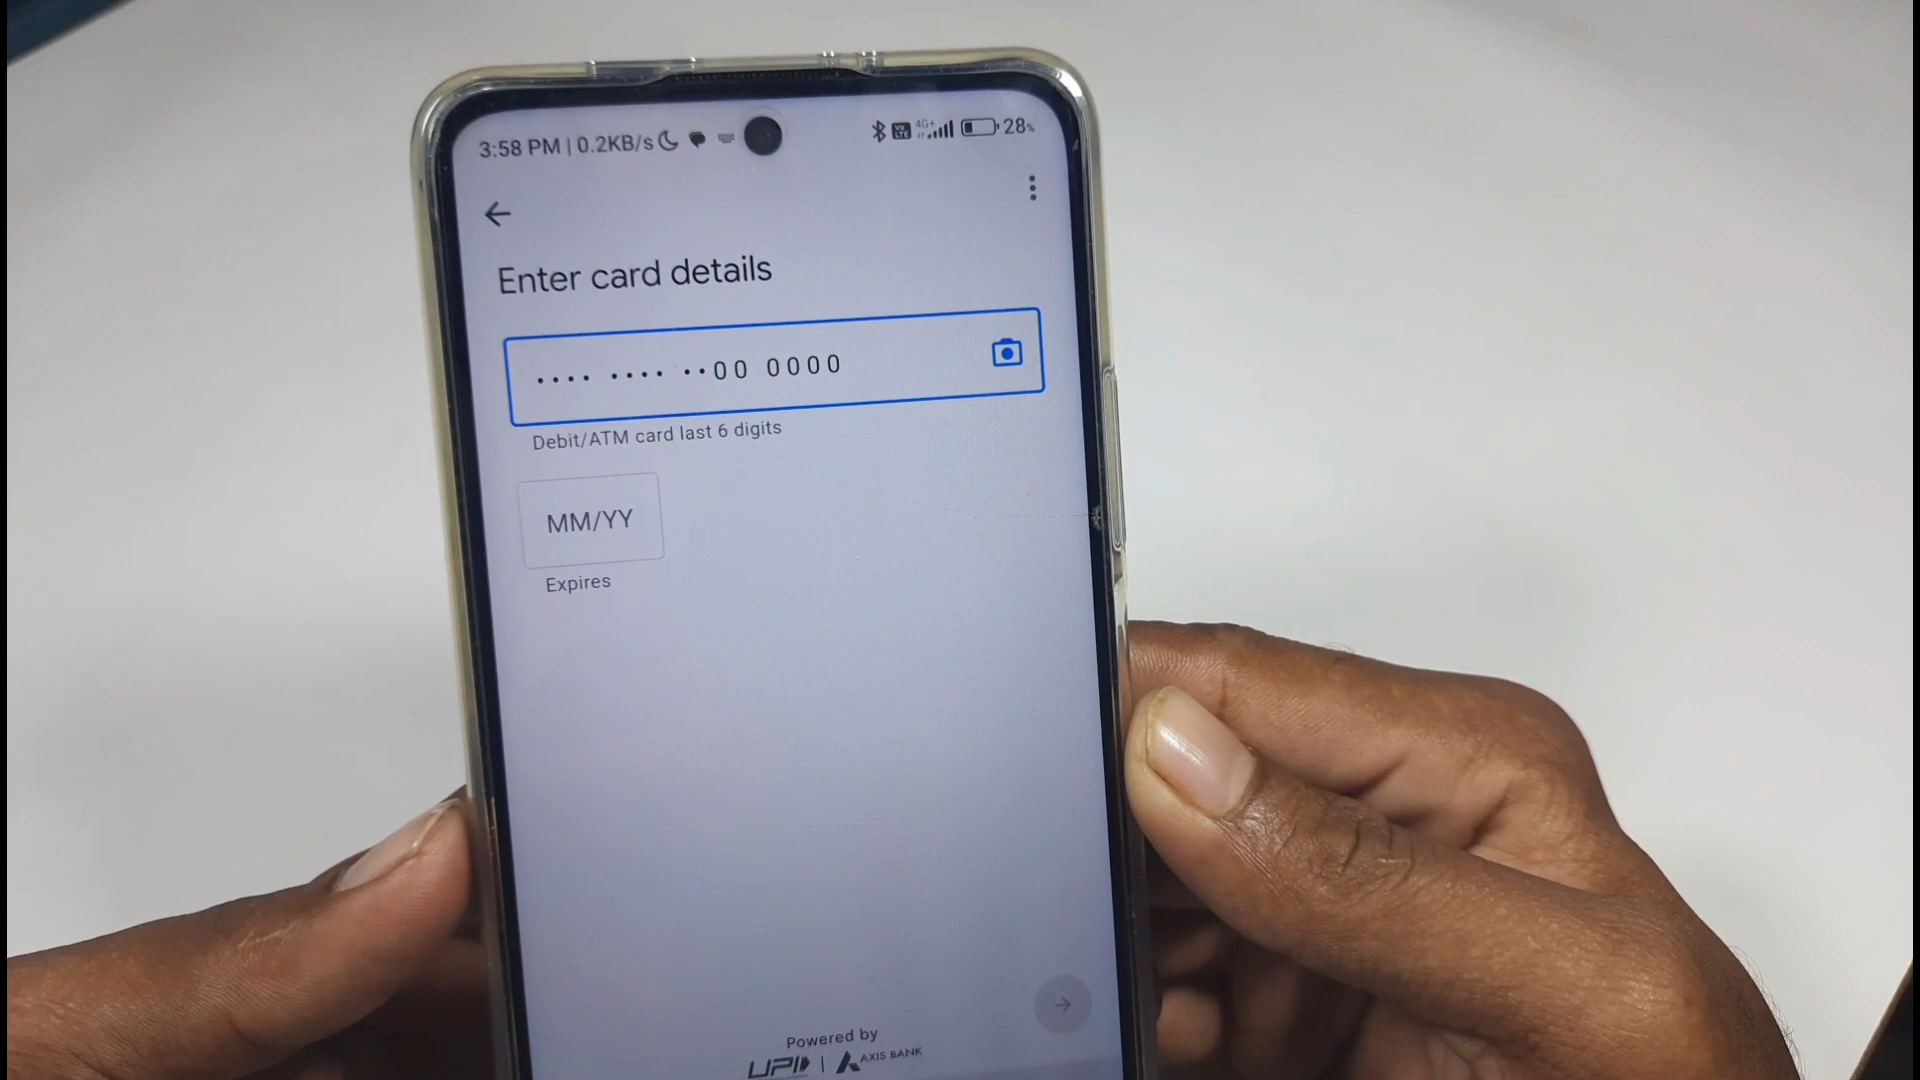 3:58 PM | 0.2KB/s 4G+ 28%
Enter card details
•••• •••• ••00 0000
Debit/ATM card last 6 digits
MM/YY
Expires
Powered by
UPI | AXIS BANK